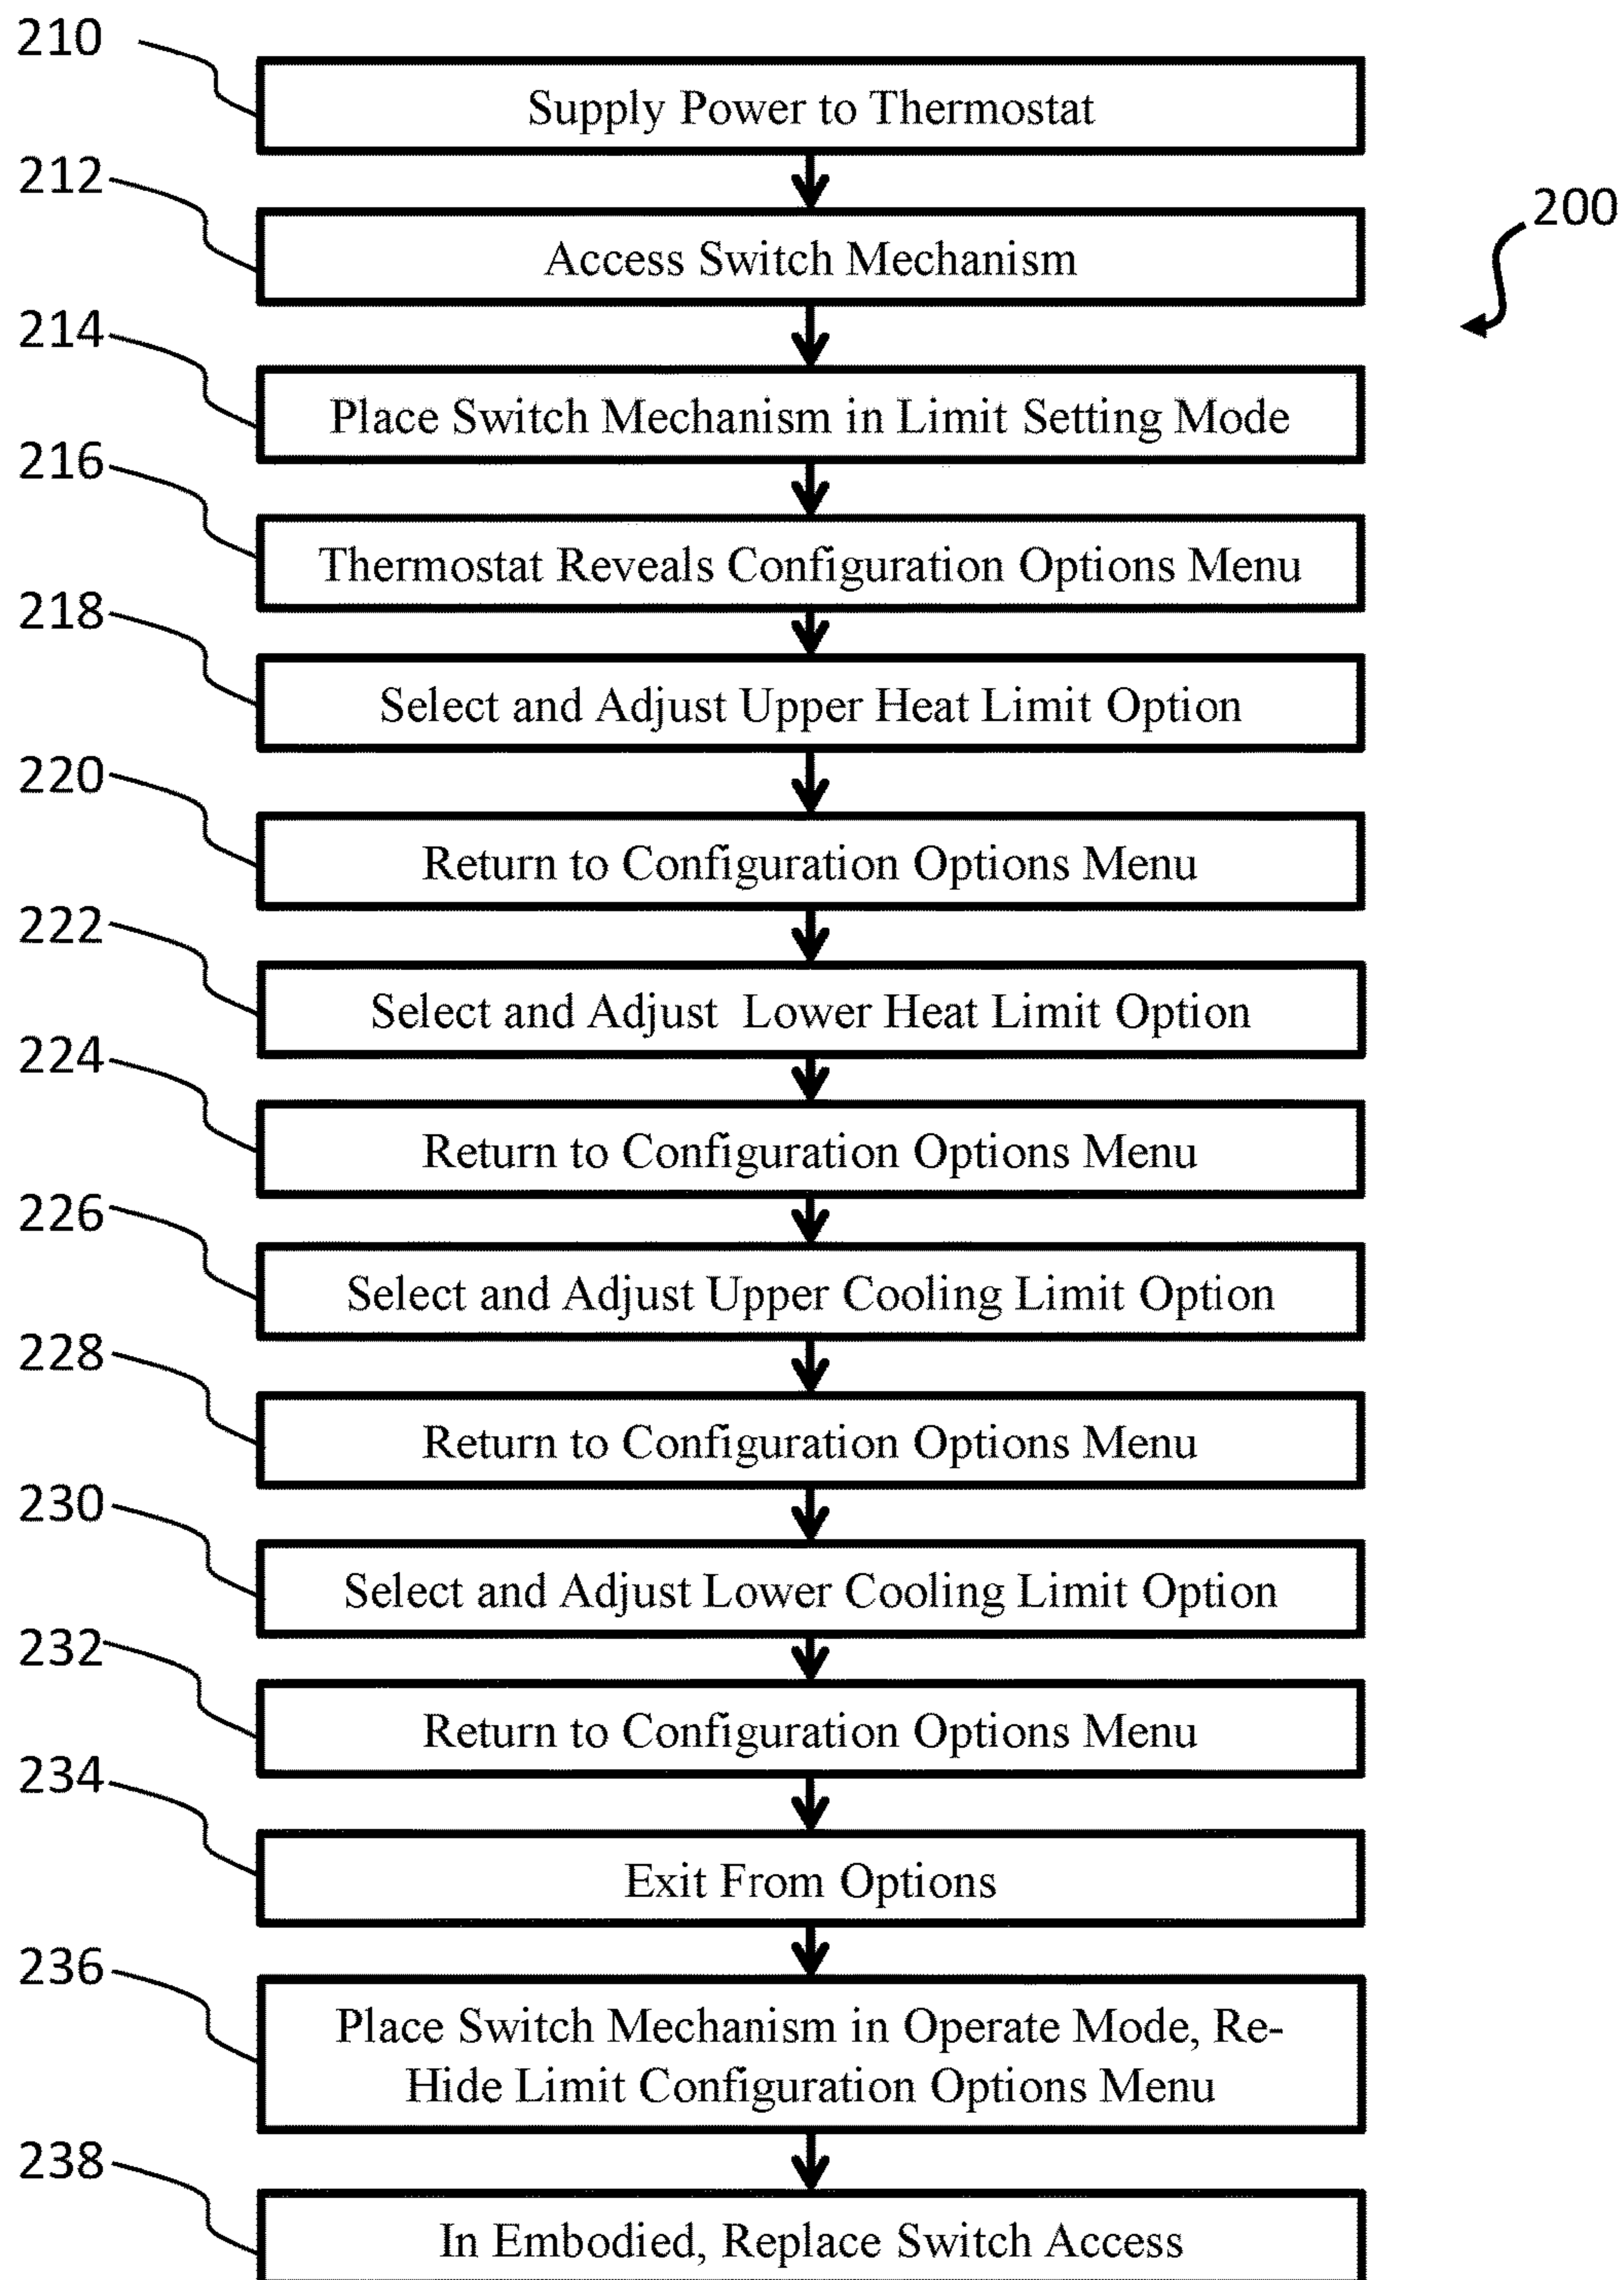 210
Supply Power to Thermostat
212
Access Switch Mechanism
200
214
Place Switch Mechanism in Limit Setting Mode
216
Thermostat Reveals Configuration Options Menu
218
Select and Adjust Upper Heat Limit Option
220
Return to Configuration Options Menu
222
Select and Adjust Lower Heat Limit Option
224
Return to Configuration Options Menu
226
Select and Adjust Upper Cooling Limit Option
228
Return to Configuration Options Menu
230
Select and Adjust Lower Cooling Limit Option
232
Return to Configuration Options Menu
234
Exit From Options
236
Place Switch Mechanism in Operate Mode, Re-
Hide Limit Configuration Options Menu
238
In Embodied, Replace Switch Access